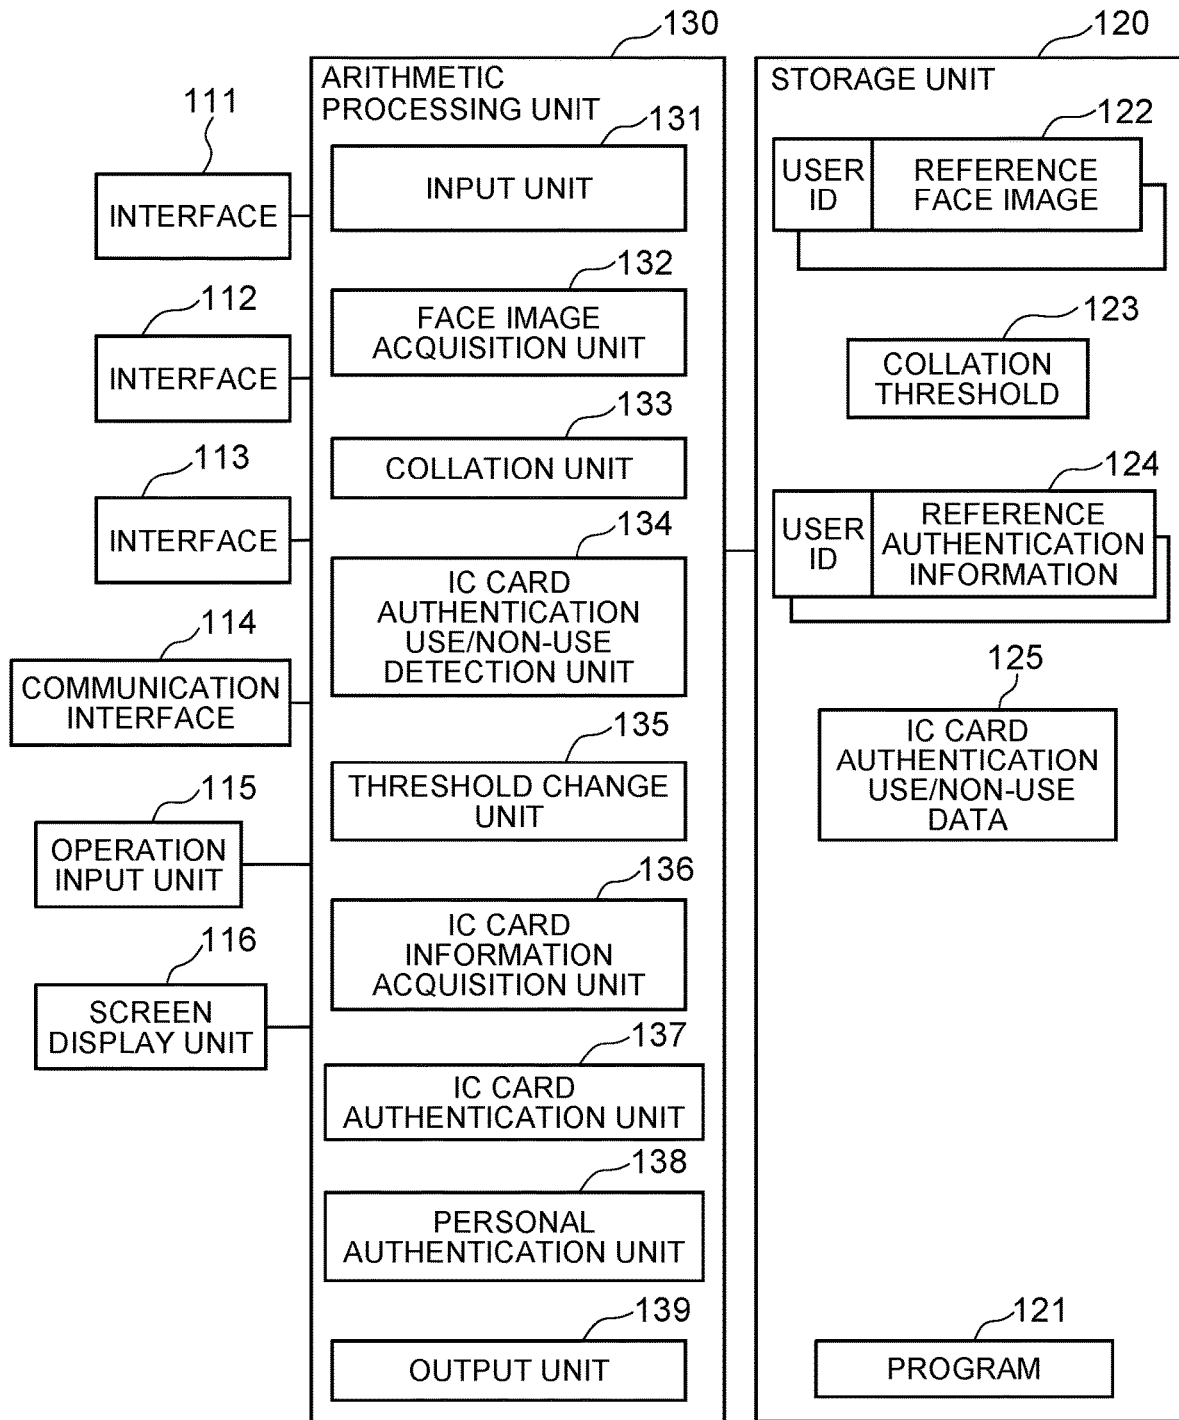 130
120
ARITHMETIC
PROCESSING UNIT
STORAGE UNIT
111
INTERFACE
112
INTERFACE
113
INTERFACE
114
COMMUNICATION
INTERFACE
115
OPERATION
INPUT UNIT
116
SCREEN
DISPLAY UNIT
131
INPUT UNIT
132
FACE IMAGE
ACQUISITION UNIT
133
COLLATION UNIT
134
IC CARD
AUTHENTICATION
USE/NON-USE
DETECTION UNIT
135
THRESHOLD CHANGE
UNIT
136
IC CARD
INFORMATION
ACQUISITION UNIT
137
IC CARD
AUTHENTICATION UNIT
138
PERSONAL
AUTHENTICATION UNIT
139
OUTPUT UNIT
122
USER
ID
REFERENCE
FACE IMAGE
123
COLLATION
THRESHOLD
124
USER
ID
REFERENCE
AUTHENTICATION
INFORMATION
125
IC CARD
AUTHENTICATION
USE/NON-USE
DATA
121
PROGRAM